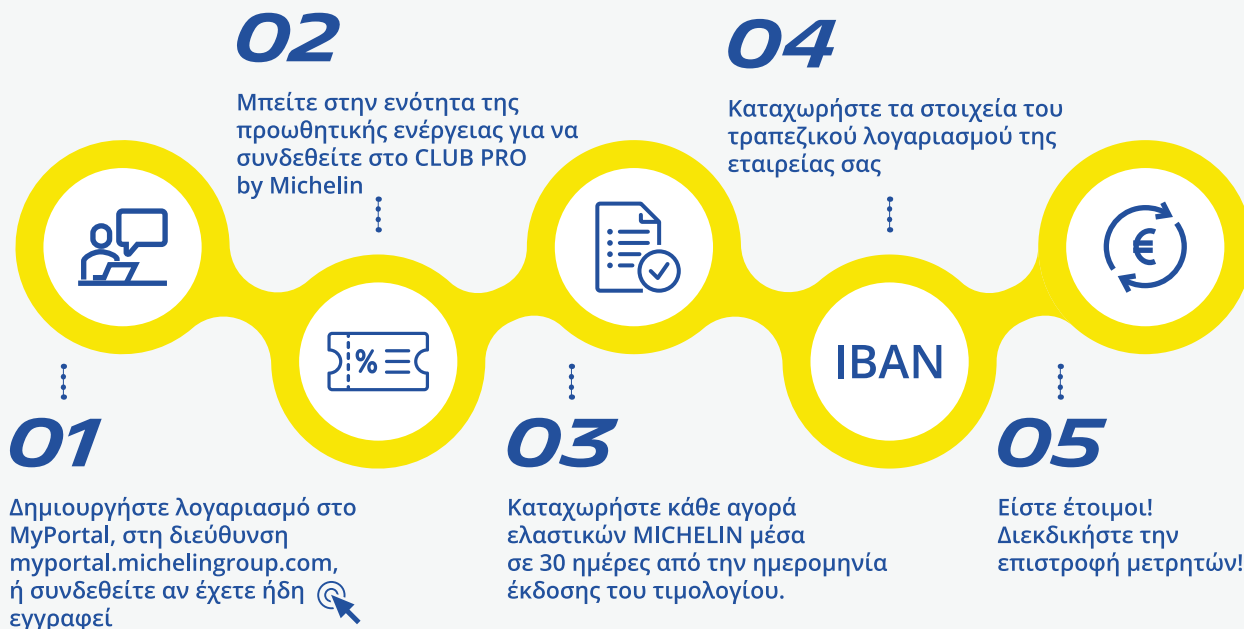 01
Δημιουργήστε λογαριασμό στο
MyPortal, στη διεύθυνση
myportal.michelingroup.com,
ή συνδεθείτε αν έχετε ήδη
εγγραφεί
02
Μπείτε στην ενότητα της
προωθητικής ενέργειας για να
συνδεθείτε στο CLUB PRO
by Michelin
%
03
Καταχωρήστε κάθε αγορά
ελαστικών MICHELIN μέσα
σε 30 ημέρες από την ημερομηνία
έκδοσης του τιμολογίου.
04
Καταχωρήστε τα στοιχεία του
τραπεζικού λογαριασμού της
εταιρείας σας
IBAN
€
05
Είστε έτοιμοι!
Διεκδικήστε την
επιστροφή μετρητών!